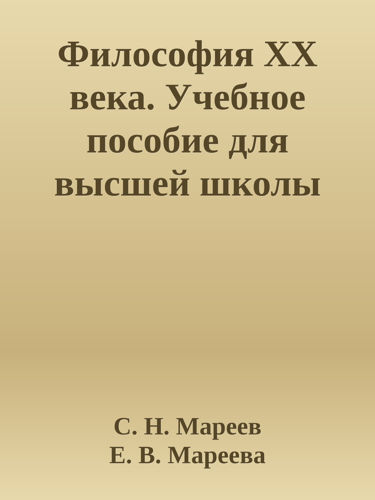 Философия XX
века. Учебное
пособие для
высшей школы
С. Н. Мареев
Е. В. Мареева